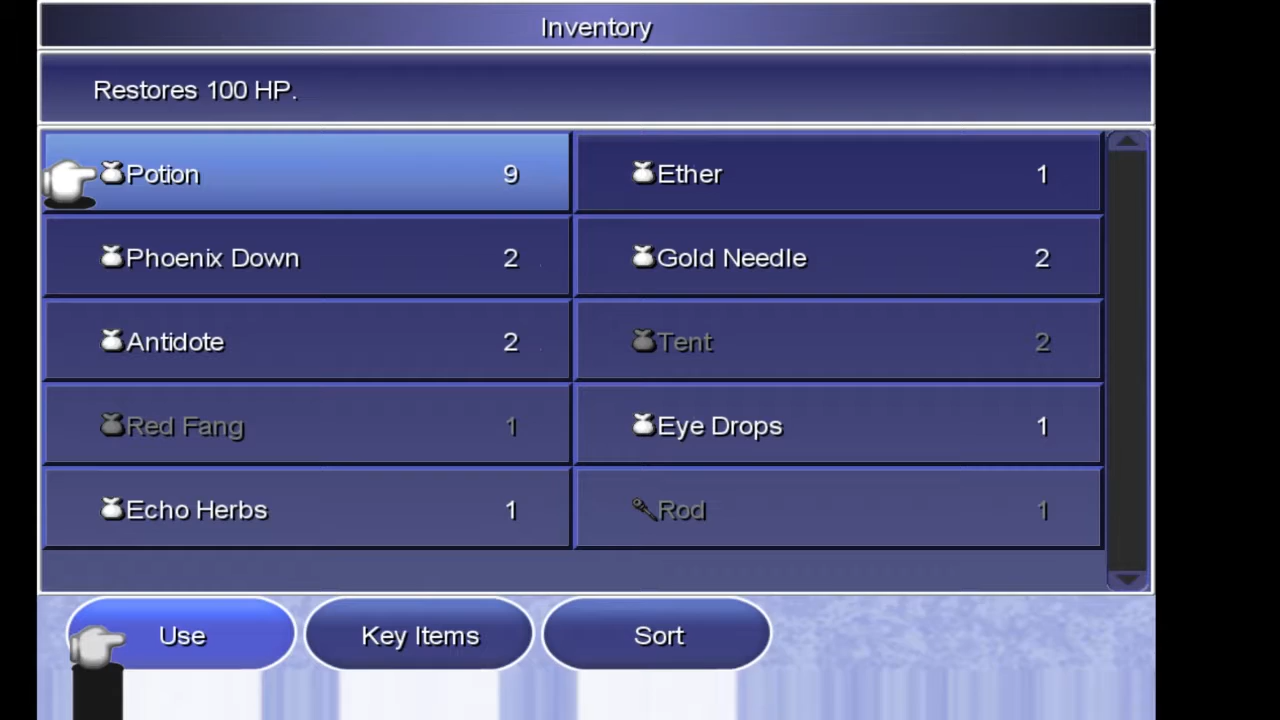 Inventory
Restores 100 HP.
Potion 9 Ether 1
Phoenix Down 2 Gold Needle 2
Antidote 2 Tent 2
Red Fang 1 Eye Drops 1
Echo Herbs 1 Rod 1
Use Key Items Sort